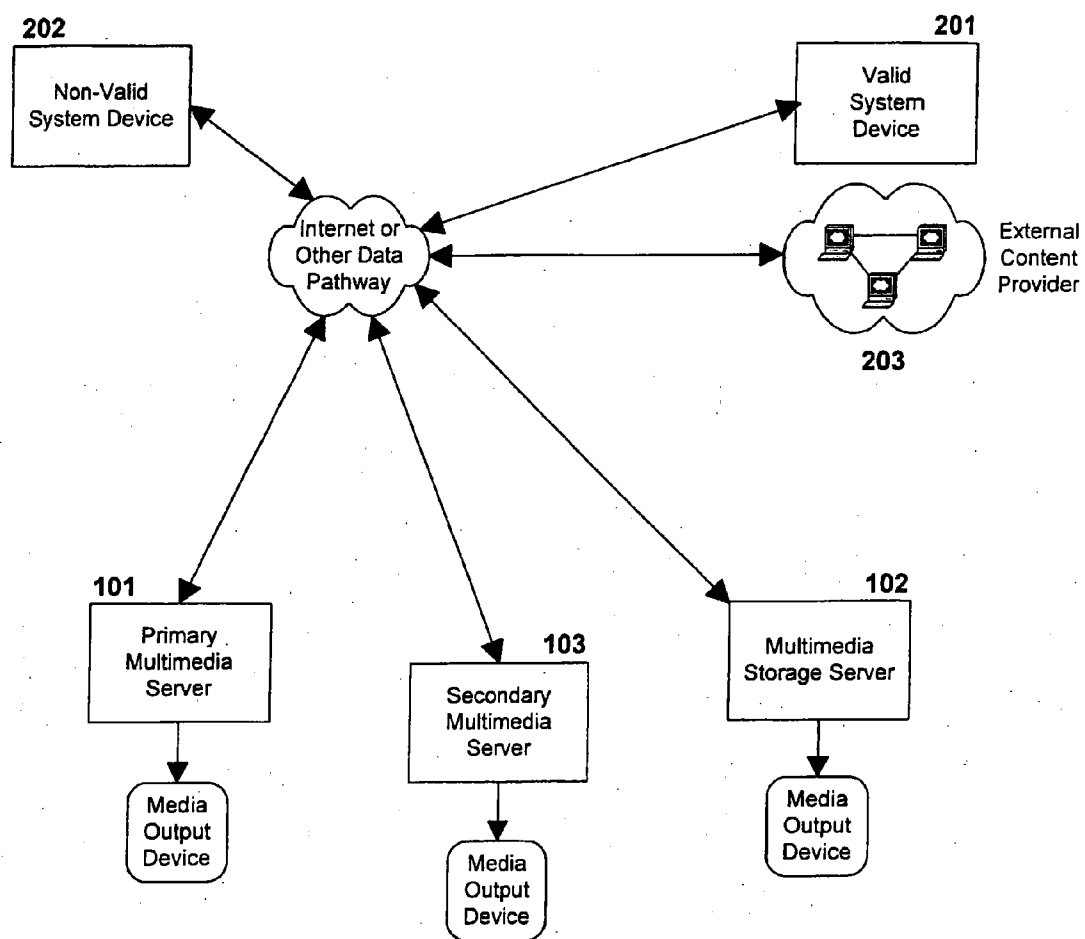 202
Non-Valid
System Device
201
Valid
System
Device
Internet or
Other Data
Pathway
External
Content
Provider
203
101
Primary
Multimedia
Server
103
Secondary
Multimedia
Server
102
Multimedia
Storage Server
Media
Output
Device
Media
Output
Device
Media
Output
Device